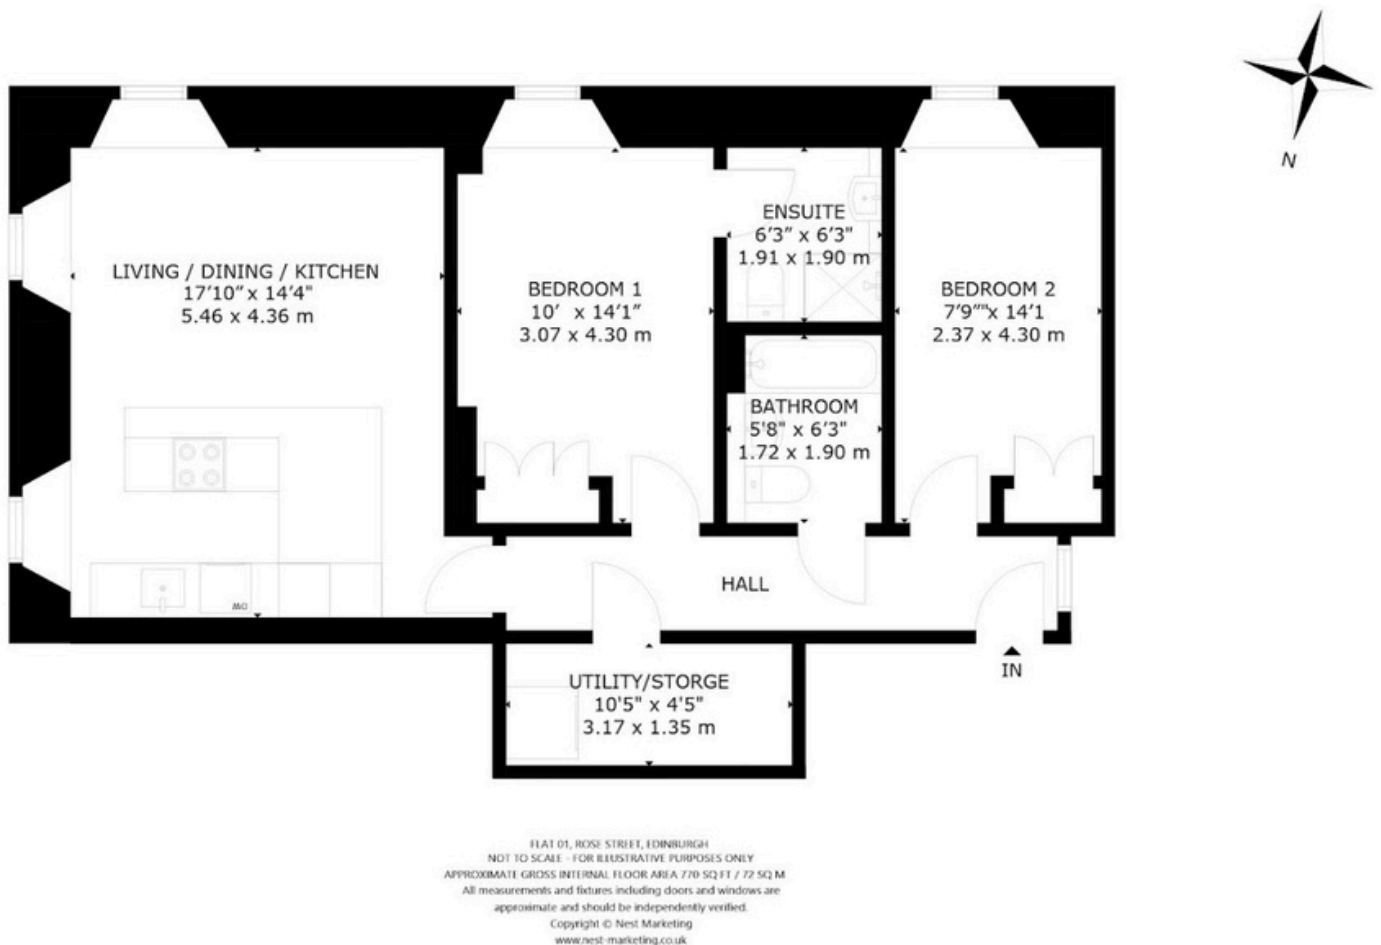 N
LIVING / DINING / KITCHEN
17'10" x 14'4"
5.46 x 4.36 m
BEDROOM 1
10' x 14'1"
3.07 x 4.30 m
ENSUITE
6'3" x 6'3"
1.91 x 1.90 m
BEDROOM 2
7'9"" x 14'1
2.37 x 4.30 m
BATHROOM
5'8" x 6'3"
1.72 x 1.90 m
DW
HALL
IN
UTILITY/STORGE
10'5" x 4'5"
3.17 x 1.35 m
FLAT 01, ROSE STREET, EDINBURGH
NOT TO SCALE - FOR ILLUSTRATIVE PURPOSES ONLY
APPROXIMATE GROSS INTERNAL FLOOR AREA 770 SQ FT / 72 SQ M
All measurements and fixtures including doors and windows are
approximate and should be independently verified.
Copyright © Nest Marketing
www.nest-marketing.co.uk